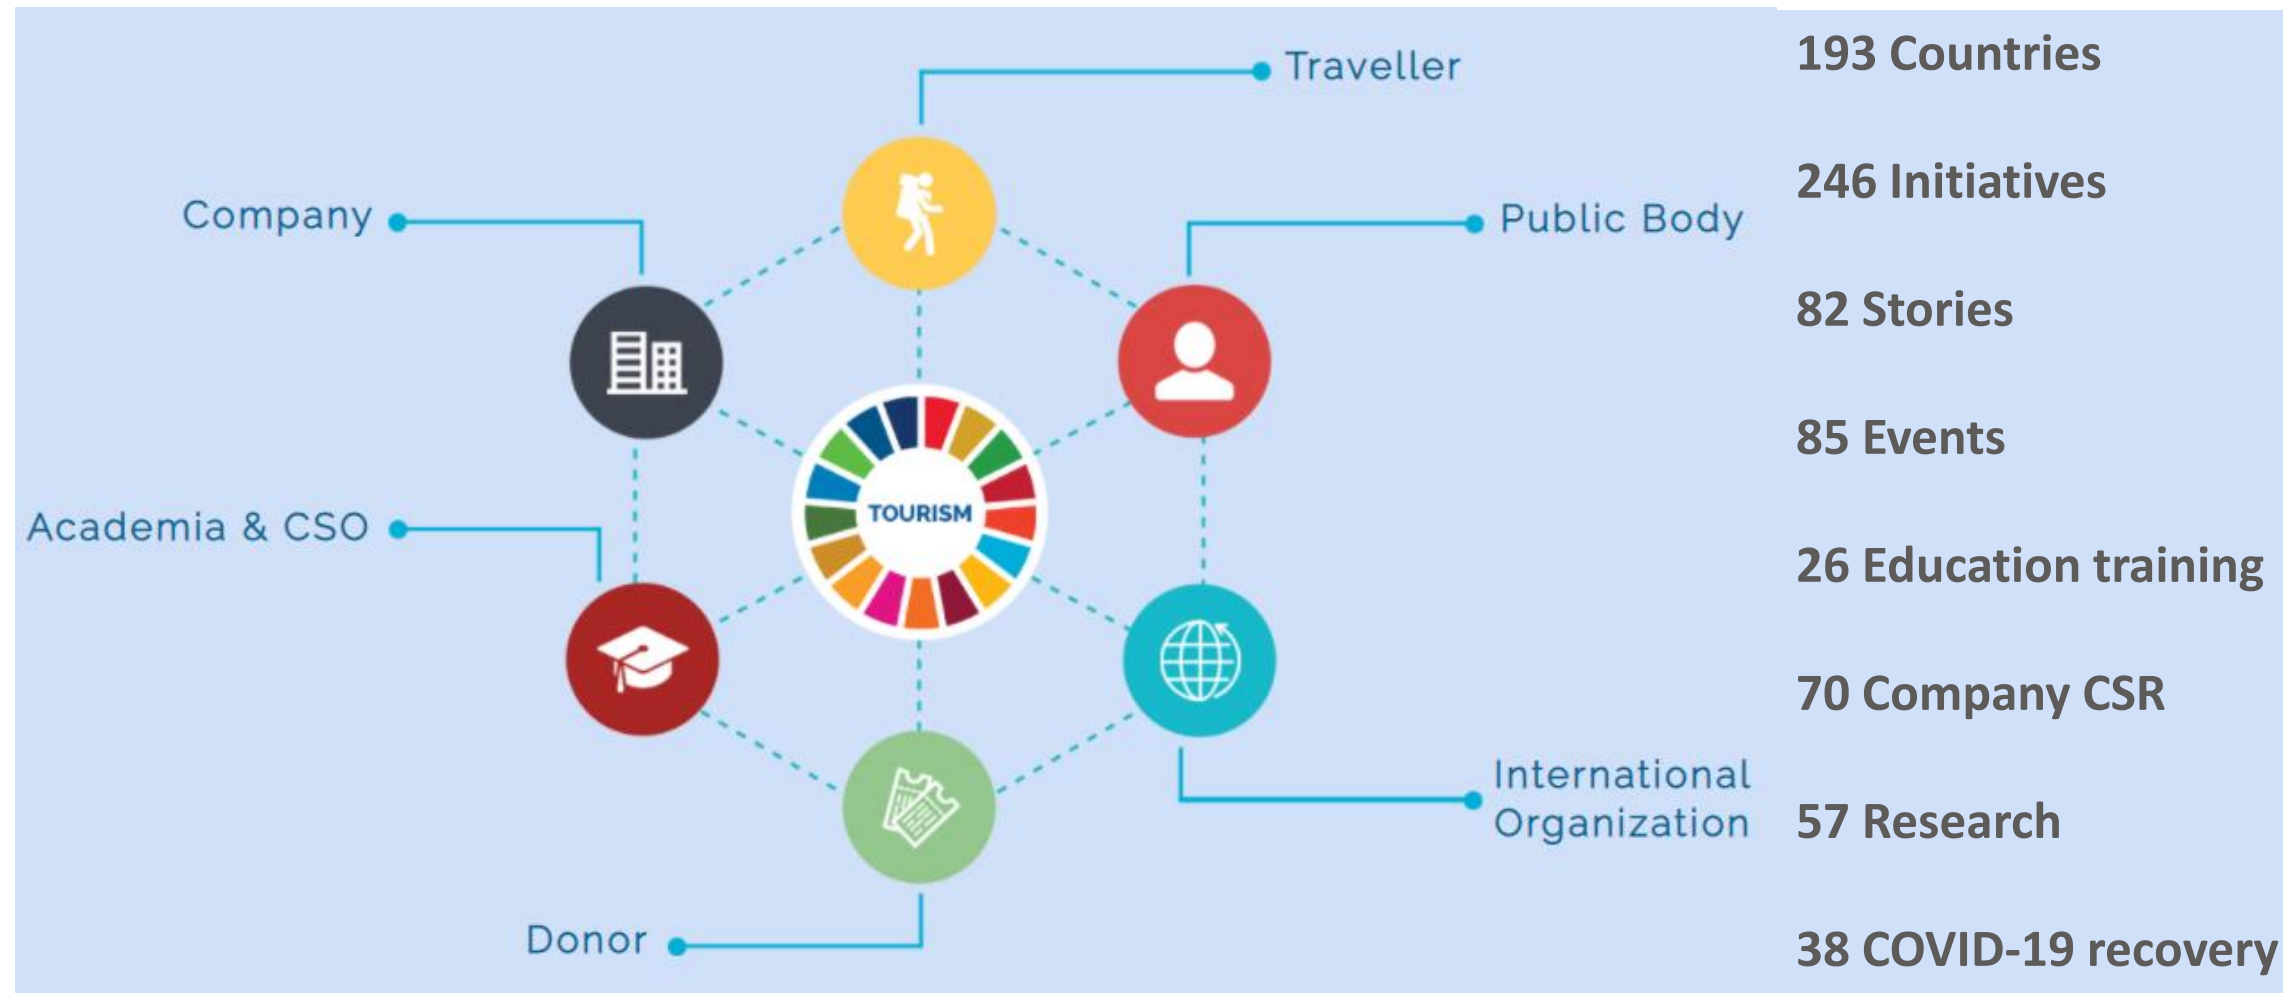 Traveller
Company
Public Body
TOURISM
Academia & CSO
International
Organization
Donor
193 Countries
246 Initiatives
82 Stories
85 Events
26 Education training
70 Company CSR
57 Research
38 COVID-19 recovery